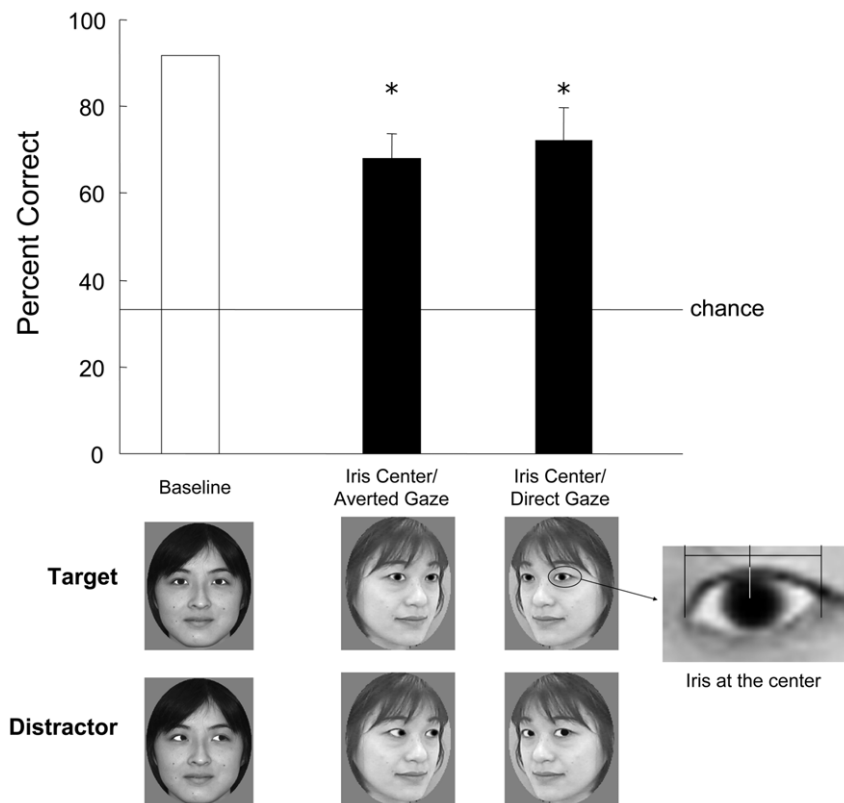 100
80
60
40
20
0
Percent Correct
*
*
chance
Baseline
Iris Center/
Averted Gaze
Iris Center/
Direct Gaze
Target
Iris at the center
Distractor